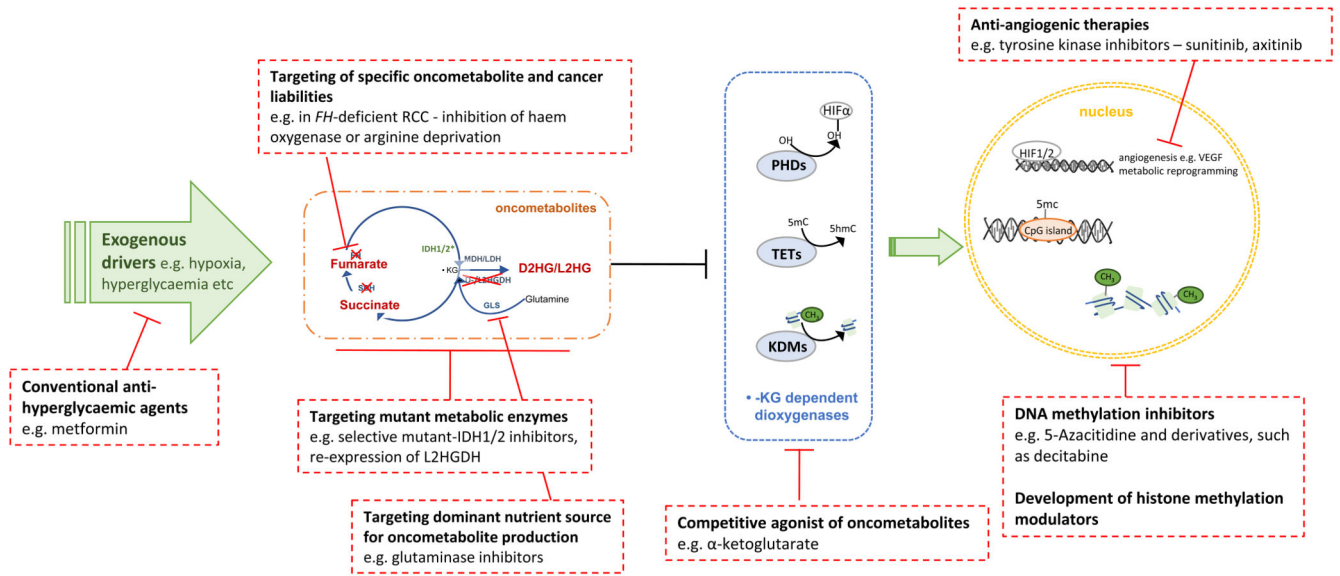 Anti-angiogenic therapies
e.g. tyrosine kinase inhibitors – sunitinib, axitinib
Targeting of specific oncometabolite and cancer
liabilities
e.g. in FH-deficient RCC - inhibition of haem
oxygenase or arginine deprivation
Exogenous
drivers e.g. hypoxia,
hyperglycaemia etc
Conventional anti-
hyperglycaemic agents
e.g. metformin
oncometabolites
IDH1/2*
Fumarate
Succinate
• KG
MDH/LDH
D2HG/L2HG
GLS
Glutamine
Targeting mutant metabolic enzymes
e.g. selective mutant-IDH1/2 inhibitors,
re-expression of L2HGDH
Targeting dominant nutrient source
for oncometabolite production
e.g. glutaminase inhibitors
HIFα
OH
OH
PHDs
5mC
5hmC
TETs
CH3
KDMs
• -KG dependent
dioxygenases
Competitive agonist of oncometabolites
e.g. α-ketoglutarate
nucleus
HIF1/2
angiogenesis e.g. VEGF
metabolic reprogramming
5mc
CpG island
CH3
CH3
DNA methylation inhibitors
e.g. 5-Azacitidine and derivatives, such
as decitabine
Development of histone methylation
modulators